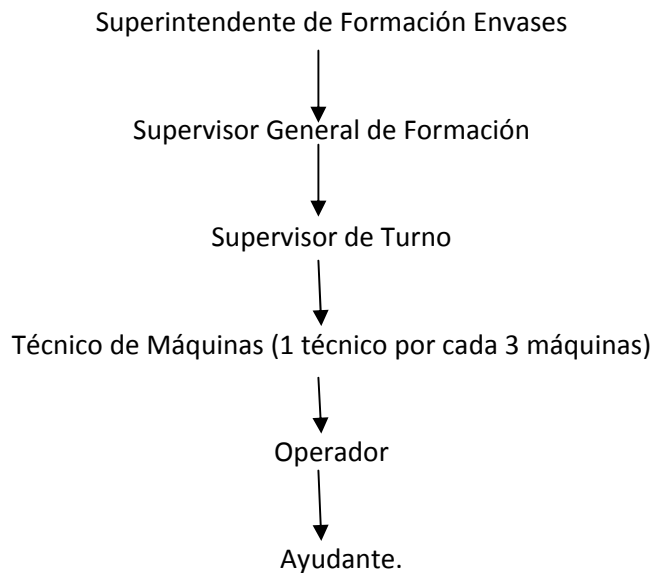 Superintendente de Formación Envases
Supervisor General de Formación
Supervisor de Turno
Técnico de Máquinas (1 técnico por cada 3 máquinas)
Operador
Ayudante.